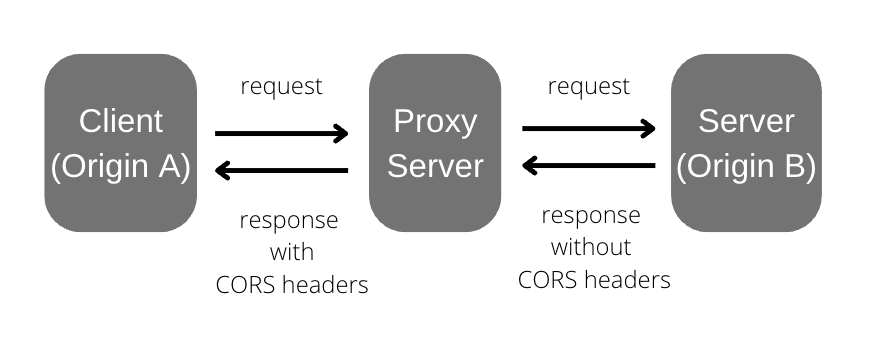 Client
(Origin A)
request
response
with
CORS headers
Proxy
Server
request
response
without
CORS headers
Server
(Origin B)